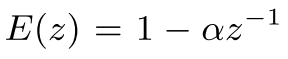 E(z) = 1 − αz⁻¹